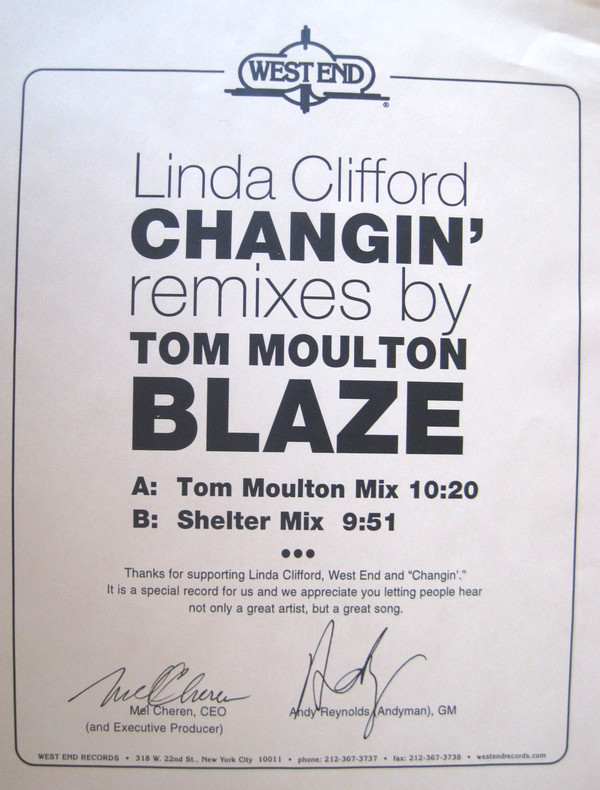 WEST END
®
Linda Clifford
CHANGIN'
remixes by
TOM MOULTON
BLAZE
A: Tom Moulton Mix 10:20
B: Shelter Mix 9:51
●●●
Thanks for supporting Linda Clifford, West End and "Changin'."
It is a special record for us and we appreciate you letting people hear
not only a great artist, but a great song.
Mel Cheren Andy
Mel Cheren, CEO Andy Reynolds (Andyman), GM
(and Executive Producer)
WEST END RECORDS • 316 W. 22nd St., New York City 10011 • phone: 212-367-3737 • fax: 212-367-3738 • westendrecords.com